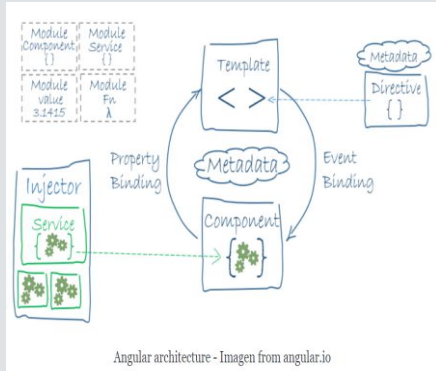 Module
Component
{ }
Module
Service
{ }
Module
value
3.1415
Module
Fn
λ
Template
< >
Metadata
Directive
{ }
Property
Binding
Metadata
Event
Binding
Injector
Service
{ }
Component
{ }
Angular architecture - Imagen from angular.io